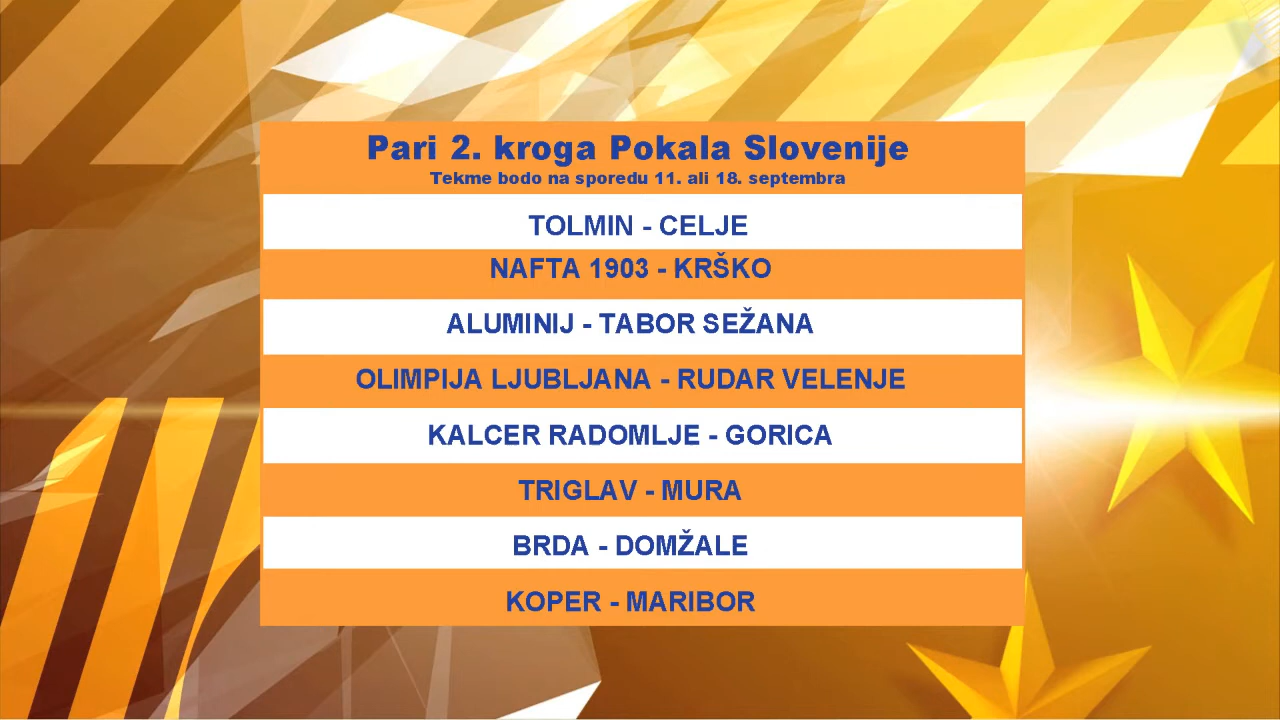 Pari 2. kroga Pokala Slovenije
Tekme bodo na sporedu 11. ali 18. septembra
TOLMIN - CELJE
NAFTA 1903 - KRŠKO
ALUMINIJ - TABOR SEŽANA
OLIMPIJA LJUBLJANA - RUDAR VELENJE
KALCER RADOMLJE - GORICA
TRIGLAV - MURA
BRDA - DOMŽALE
KOPER - MARIBOR